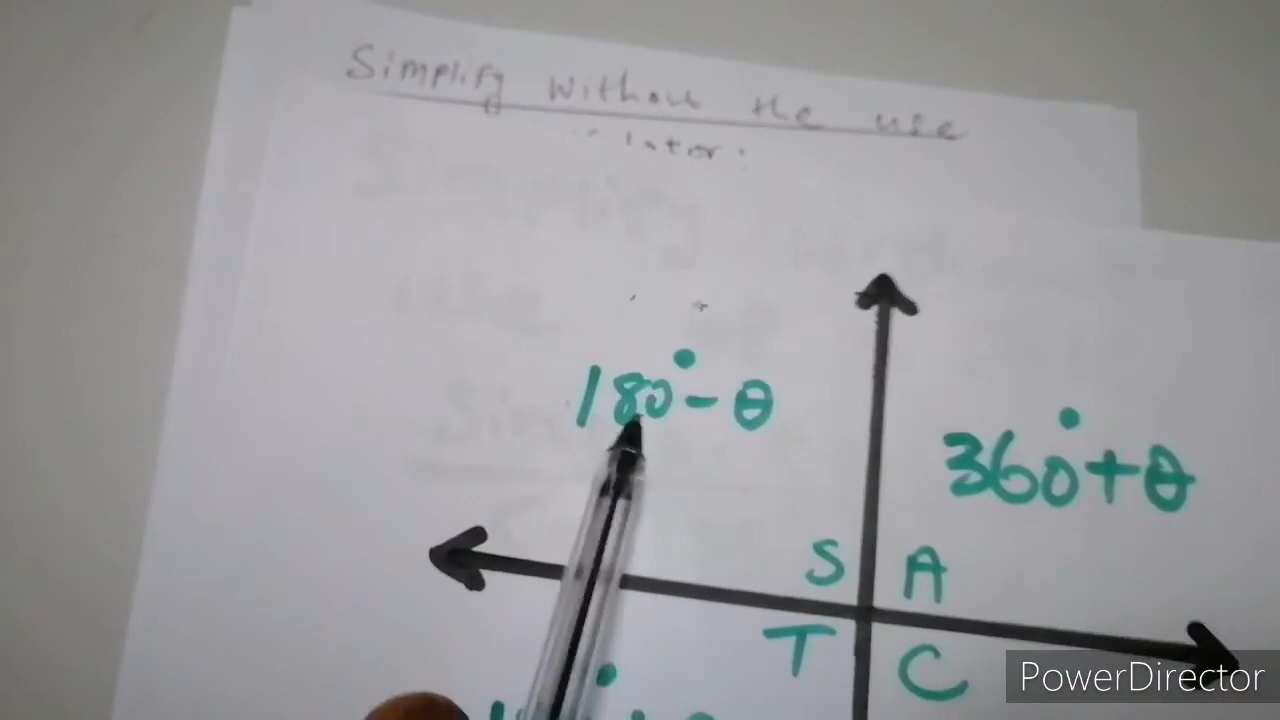 Simplify without the use
180° - θ
360° + θ
S A
T C
PowerDirector